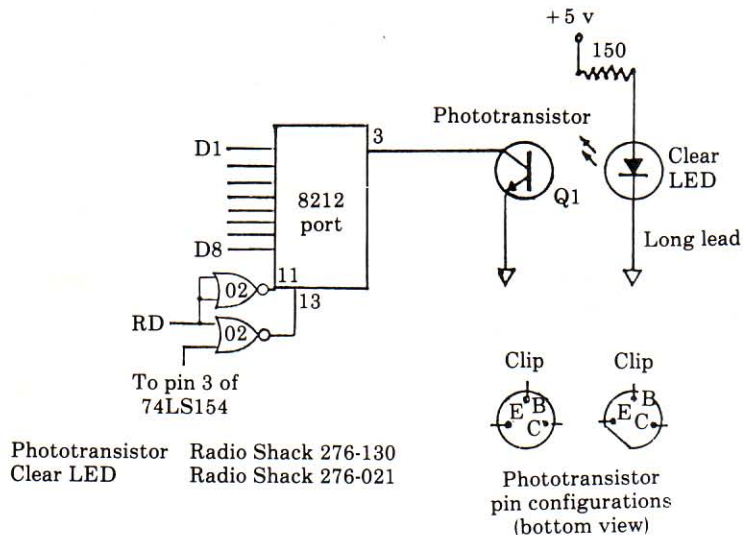 +5 v
150
Phototransistor
3
D1
Clear
LED
8212
port
Q1
D8
Long lead
11
13
02
RD
02
To pin 3 of
74LS154
Clip
Clip
E B
C
E B
C
Phototransistor Radio Shack 276-130
Clear LED Radio Shack 276-021
Phototransistor
pin configurations
(bottom view)